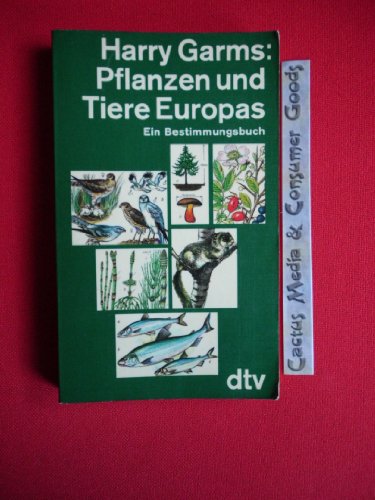 Harry Garms:
Pflanzen und
Tiere Europas
Ein Bestimmungsbuch
dtv
Cactus Media & Consumer Goods